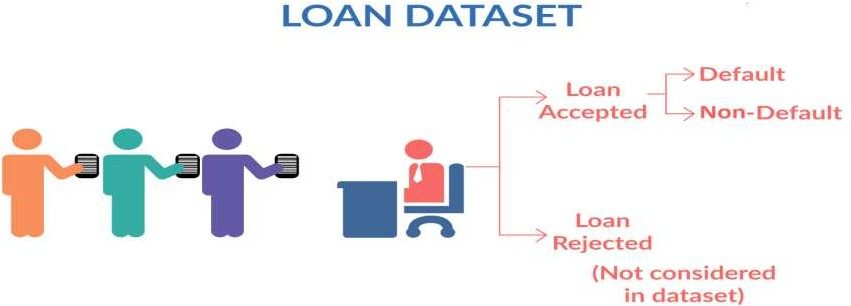 LOAN DATASET
Loan
Accepted
Default
Non-Default
Loan
Rejected
(Not considered
in dataset)